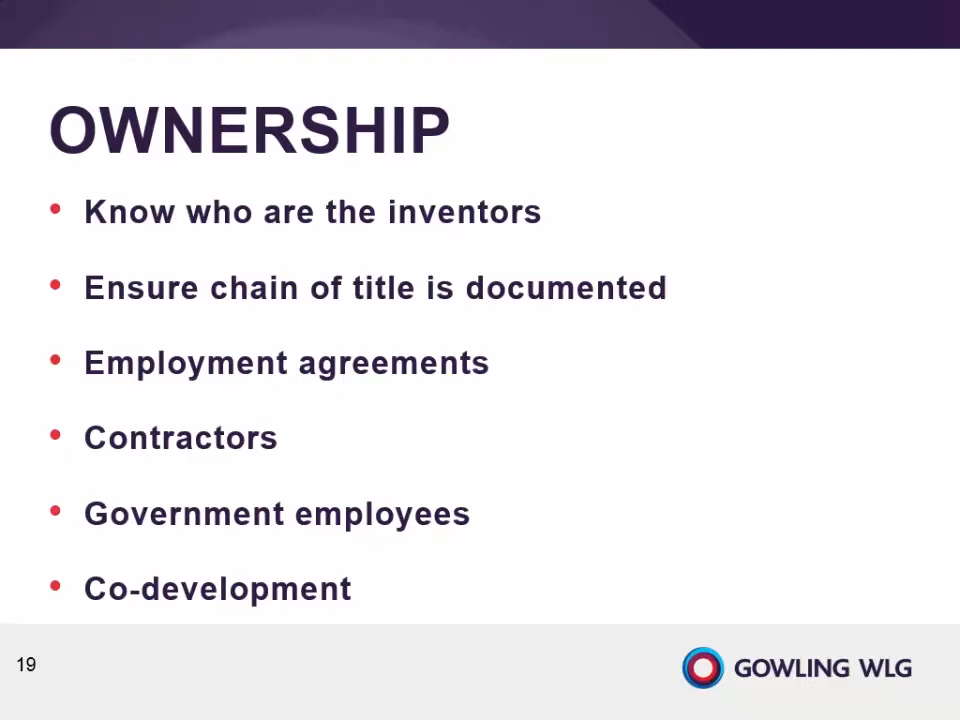 OWNERSHIP
• Know who are the inventors
• Ensure chain of title is documented
• Employment agreements
• Contractors
• Government employees
• Co-development
19
GOWLING WLG